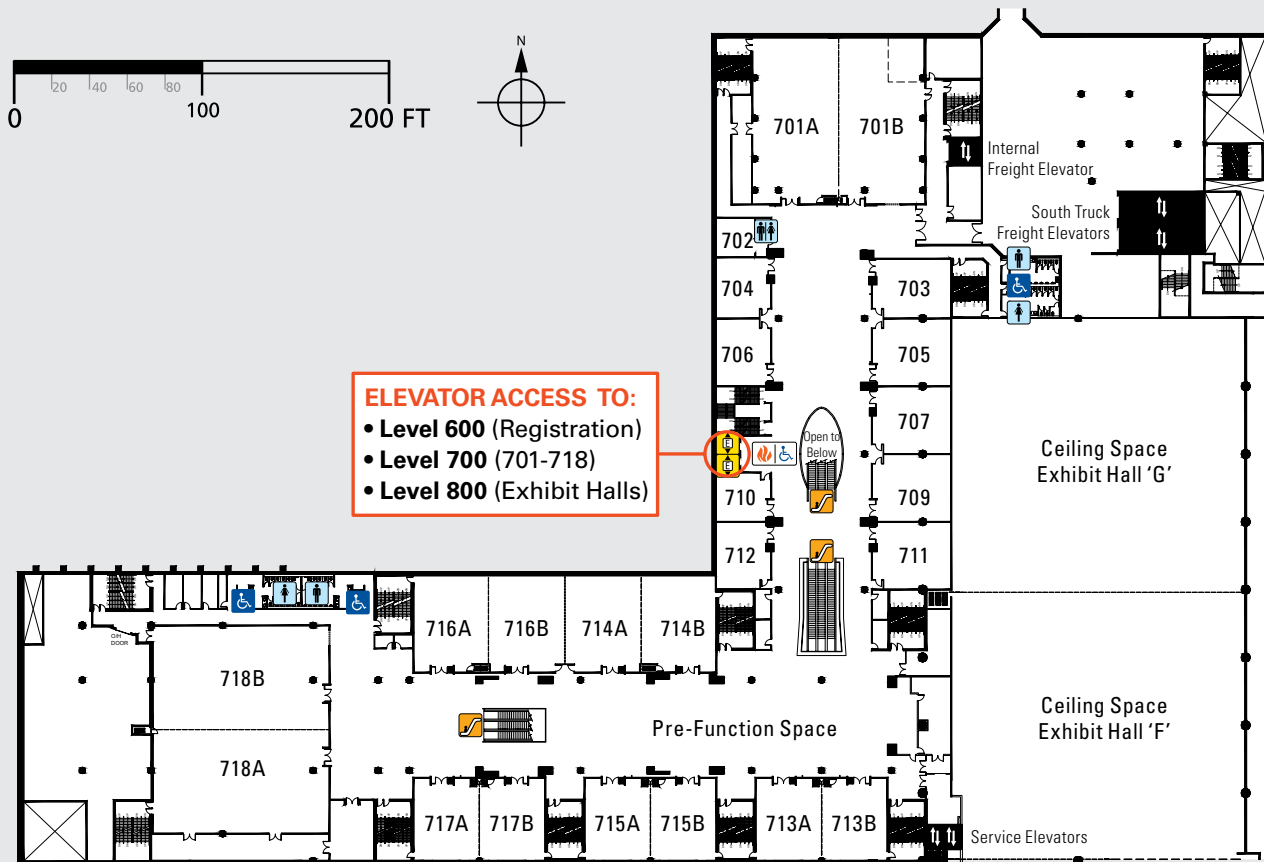 N
20
40
60
80
0
100
200 FT
701A
701B
Internal
Freight Elevator
South Truck
Freight Elevators
702
704
703
706
705
ELEVATOR ACCESS TO:
• Level 600 (Registration)
• Level 700 (701-718)
• Level 800 (Exhibit Halls)
707
Open to
Below
E
E
Ceiling Space
Exhibit Hall 'G'
710
709
712
711
716A
716B
714A
714B
O/H
DOOR
718B
Pre-Function Space
Ceiling Space
Exhibit Hall 'F'
718A
717A
717B
715A
715B
713A
713B
Service Elevators